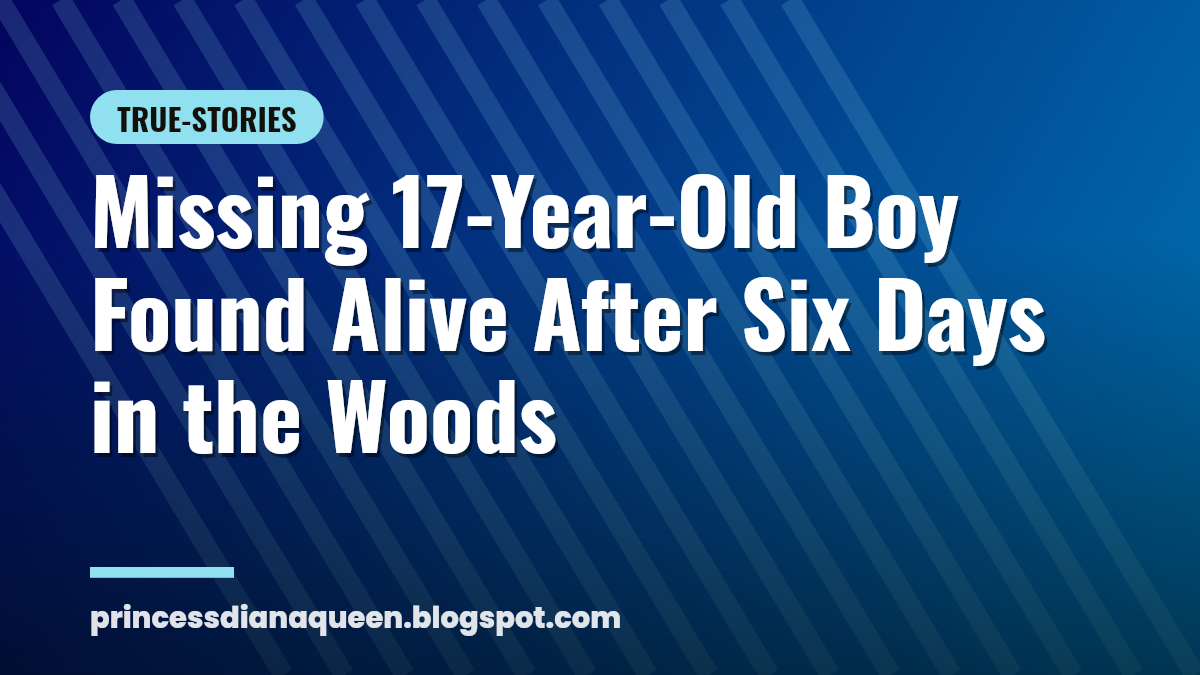 TRUE-STORIES
Missing 17-Year-Old Boy
Found Alive After Six Days
in the Woods
princessdianaqueen.blogspot.com